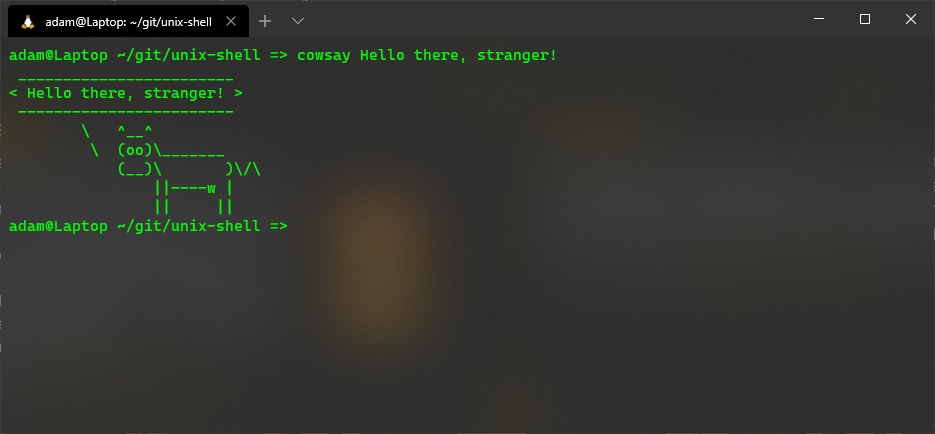 adam@Laptop: ~/git/unix-shell
adam@Laptop ~/git/unix-shell => cowsay Hello there, stranger!
 ________________________
< Hello there, stranger! >
 ------------------------
        \   ^__^
         \  (oo)\_______
            (__)\       )\/\
                ||----w |
                ||     ||
adam@Laptop ~/git/unix-shell =>